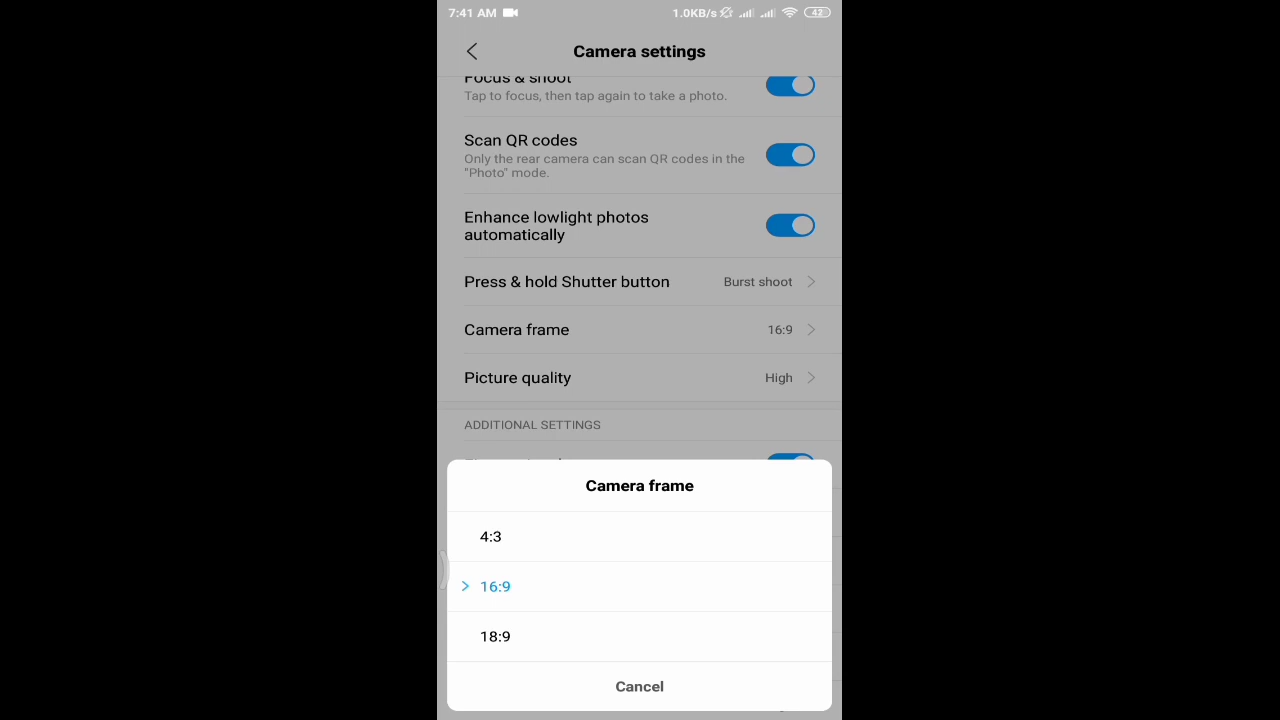 7:41 AM 1.0KB/s 42
Camera settings
Focus & shoot
Tap to focus, then tap again to take a photo.
Scan QR codes
Only the rear camera can scan QR codes in the
"Photo" mode.
Enhance lowlight photos
automatically
Press & hold Shutter button Burst shoot
Camera frame 16:9
Picture quality High
ADDITIONAL SETTINGS
Camera frame
4:3
16:9
18:9
Cancel